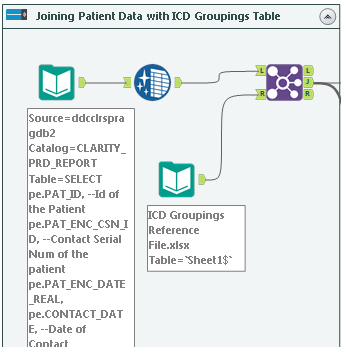 Joining Patient Data with ICD Groupings Table
L
R
L
J
R
Source=ddcclrspra
gdb2
Catalog=CLARITY_
PRD_REPORT
Table=SELECT
pe.PAT_ID, --Id of
the Patient
pe.PAT_ENC_CSN_I
D, --Contact Serial
Num of the
patient
pe.PAT_ENC_DATE
_REAL,
pe.CONTACT_DAT
E, --Date of
Contact
ICD Groupings
Reference
File.xlsx
Table=`Sheet1$`